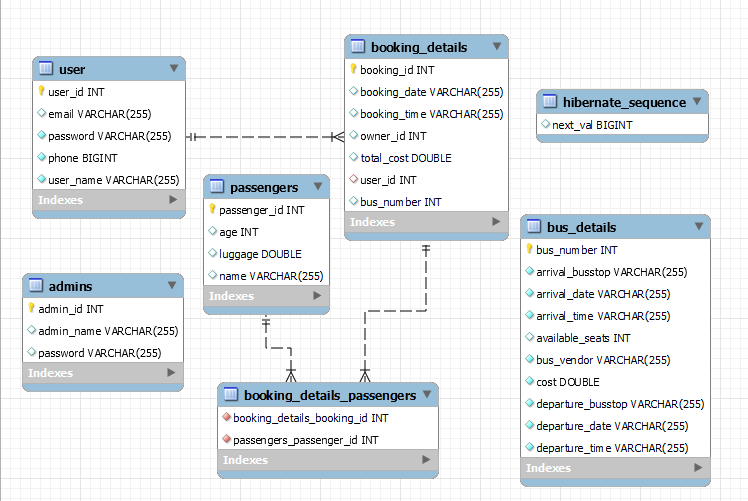 user
user_id INT
email VARCHAR(255)
password VARCHAR(255)
phone BIGINT
user_name VARCHAR(255)
Indexes
booking_details
booking_id INT
booking_date VARCHAR(255)
booking_time VARCHAR(255)
owner_id INT
total_cost DOUBLE
user_id INT
bus_number INT
Indexes
hibernate_sequence
next_val BIGINT
passengers
passenger_id INT
age INT
luggage DOUBLE
name VARCHAR(255)
Indexes
bus_details
bus_number INT
arrival_busstop VARCHAR(255)
arrival_date VARCHAR(255)
arrival_time VARCHAR(255)
available_seats INT
bus_vendor VARCHAR(255)
cost DOUBLE
departure_busstop VARCHAR(255)
departure_date VARCHAR(255)
departure_time VARCHAR(255)
Indexes
admins
admin_id INT
admin_name VARCHAR(255)
password VARCHAR(255)
Indexes
booking_details_passengers
booking_details_booking_id INT
passengers_passenger_id INT
Indexes